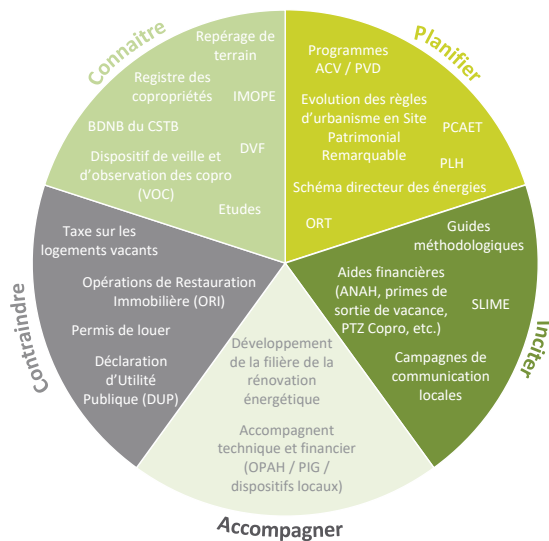 Connaitre
Repérage de
terrain
Registre des
copropriétés
IMOPE
BDNB du CSTB
DVF
Dispositif de veille et
d'observation des copro
(VOC)
Etudes
Planifier
Programmes
ACV / PVD
Evolution des règles
d'urbanisme en Site
Patrimonial
Remarquable
PCAET
PLH
Schéma directeur des énergies
ORT
Inciter
Guides
méthodologiques
Aides financières
(ANAH, primes de
sortie de vacance,
PTZ Copro, etc.)
SLIME
Campagnes de
communication
locales
Accompagner
Développement
de la filière de la
rénovation
énergétique
Accompagnent
technique et financier
(OPAH / PIG /
dispositifs locaux)
Contraindre
Taxe sur les
logements vacants
Opérations de Restauration
Immobilière (ORI)
Permis de louer
Déclaration
d'Utilité
Publique (DUP)